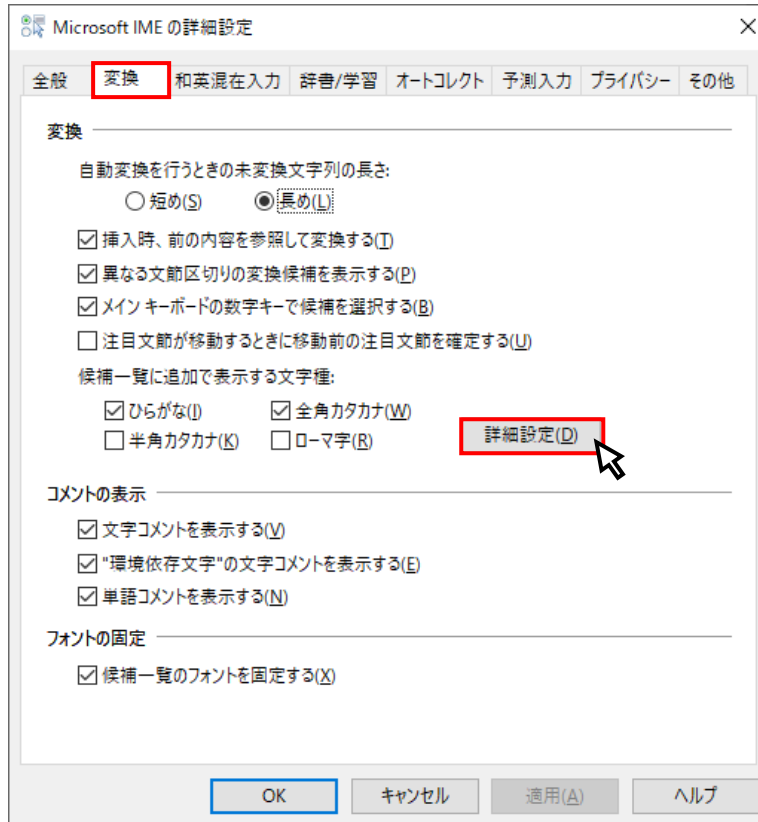 Microsoft IME の詳細設定
全般 変換 和英混在入力 辞書/学習 オートコレクト 予測入力 プライバシー その他
変換
自動変換を行うときの未変換文字列の長さ:
短め(S) 長め(L)
挿入時、前の内容を参照して変換する(T)
異なる文節区切りの変換候補を表示する(P)
メイン キーボードの数字キーで候補を選択する(B)
注目文節が移動するときに移動前の注目文節を確定する(U)
候補一覧に追加で表示する文字種:
ひらがな(I) 全角カタカナ(W)
半角カタカナ(K) ローマ字(R) 詳細設定(D)
コメントの表示
文字コメントを表示する(V)
"環境依存文字"の文字コメントを表示する(E)
単語コメントを表示する(N)
フォントの固定
候補一覧のフォントを固定する(X)
OK キャンセル 適用(A) ヘルプ